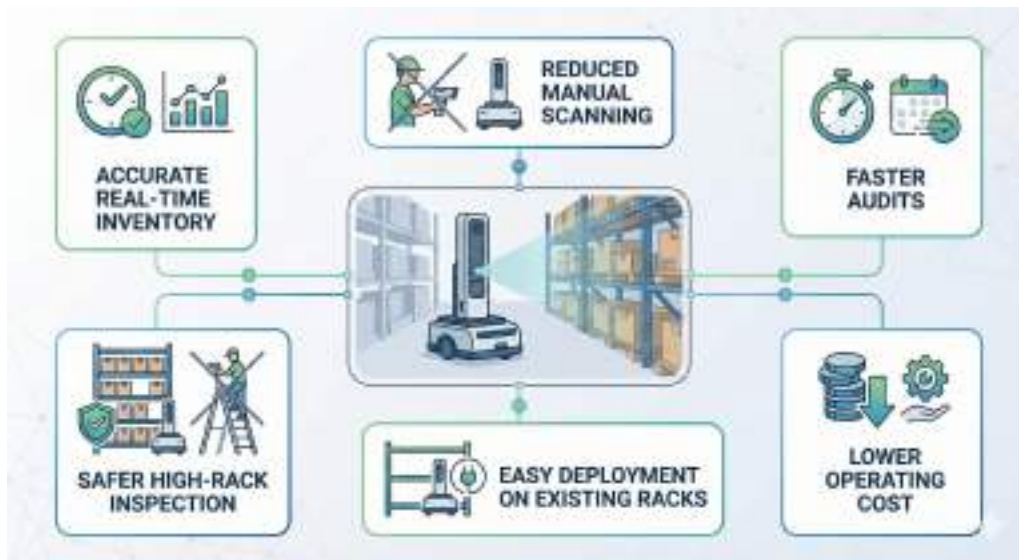 ACCURATE
REAL-TIME
INVENTORY
REDUCED
MANUAL
SCANNING
FASTER
AUDITS
SAFER HIGH-RACK
INSPECTION
EASY DEPLOYMENT
ON EXISTING RACKS
LOWER
OPERATING
COST